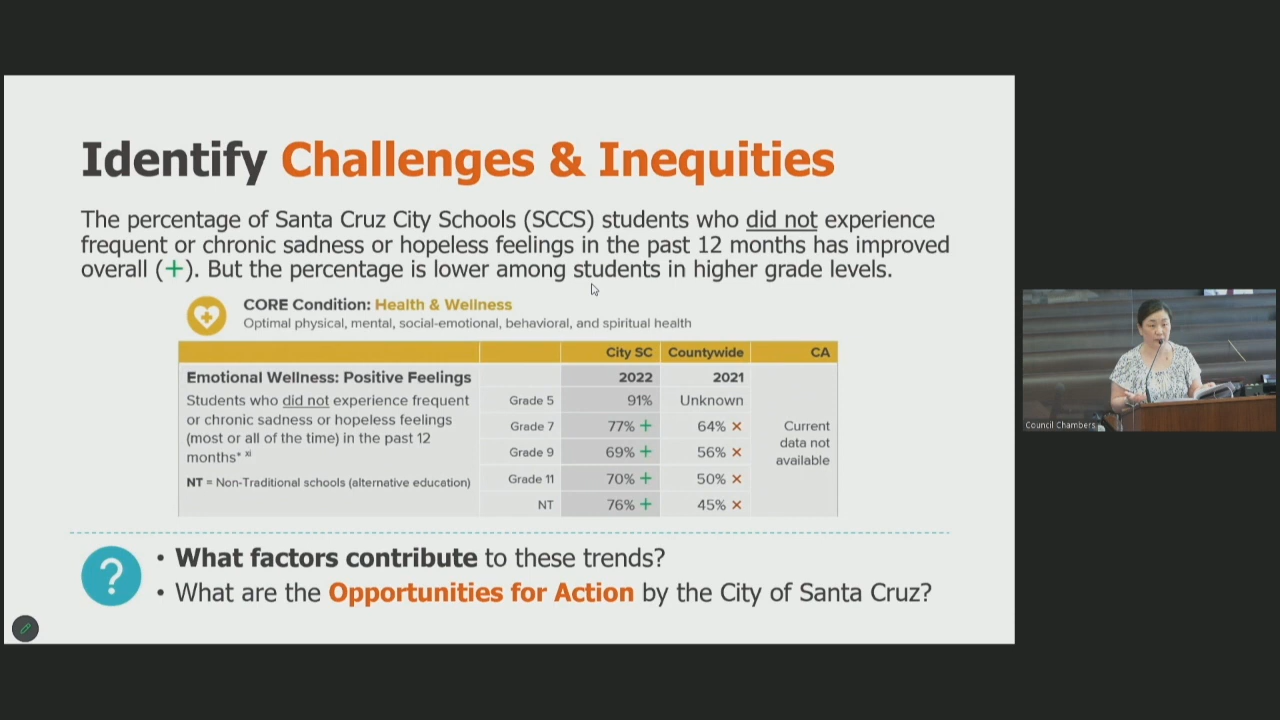 Identify Challenges & Inequities
The percentage of Santa Cruz City Schools (SCCS) students who did not experience
frequent or chronic sadness or hopeless feelings in the past 12 months has improved
overall (+). But the percentage is lower among students in higher grade levels.
CORE Condition: Health & Wellness
Optimal physical, mental, social-emotional, behavioral, and spiritual health
City SC Countywide CA
Emotional Wellness: Positive Feelings 2022 2021
Students who did not experience frequent
or chronic sadness or hopeless feelings
(most or all of the time) in the past 12
months* xi
NT = Non-Traditional schools (alternative education)
Grade 5 91% Unknown
Grade 7 77% + 64% ×
Grade 9 69% + 56% ×
Grade 11 70% + 50% ×
NT 76% + 45% ×
Current
data not
available
? 
• What factors contribute to these trends?
• What are the Opportunities for Action by the City of Santa Cruz?
Council Chambers